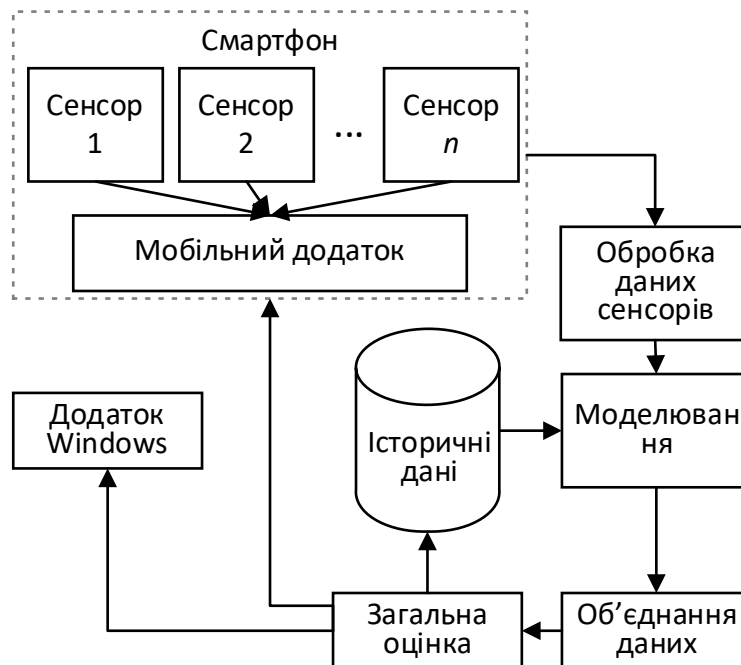 Смартфон
Сенсор
1
Сенсор
2
...
Сенсор
n
Мобільний додаток
Обробка
даних
сенсорів
Додаток
Windows
Історичні
дані
Моделюван
ня
Загальна
оцінка
Об’єднання
даних